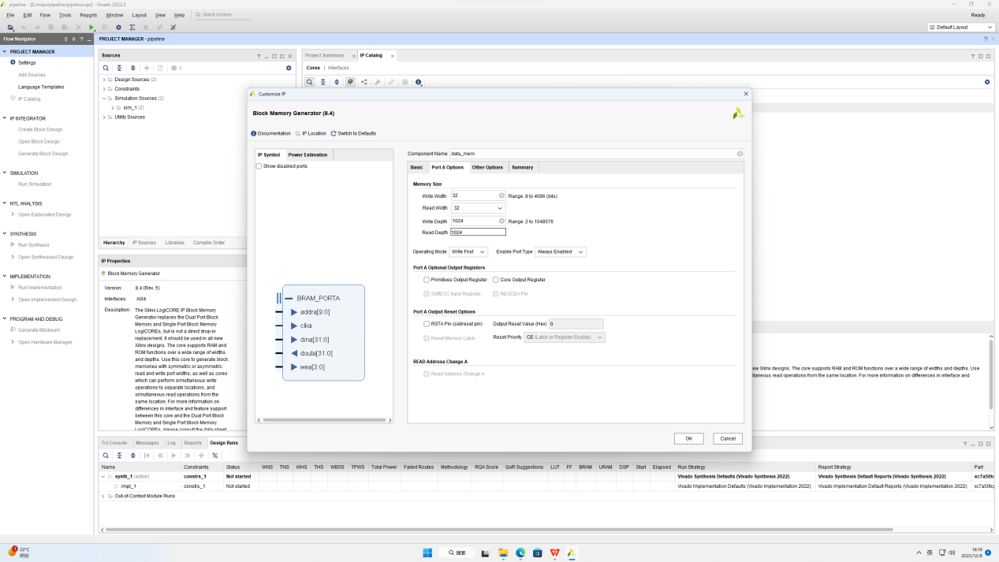 pipeline - [E:/mips/pipeline/pipeline.xpr] - Vivado 2022.2
File Edit Flow Tools Reports Window Layout View Help Quick Access
Ready
Default Layout
Flow Navigator
PROJECT MANAGER - pipeline
PROJECT MANAGER
Settings
Add Sources
Language Templates
IP Catalog
IP INTEGRATOR
Create Block Design
Open Block Design
Generate Block Design
SIMULATION
Run Simulation
RTL ANALYSIS
Open Elaborated Design
SYNTHESIS
Run Synthesis
Open Synthesized Design
IMPLEMENTATION
Run Implementation
Open Implemented Design
PROGRAM AND DEBUG
Generate Bitstream
Open Hardware Manager
Sources
0
Design Sources (2)
Constraints
Simulation Sources (2)
sim_1 (2)
Utility Sources
Hierarchy IP Sources Libraries Compile Order
IP Properties
Block Memory Generator
Version: 8.4 (Rev. 5)
Interfaces: AXI4
Description: The Xilinx LogiCORE IP Block Memory
Generator replaces the Dual Port Block
Memory and Single Port Block Memory
LogiCOREs, but is not a direct drop-in
replacement. It should be used in all new
Xilinx designs. The core supports RAM and
ROM functions over a wide range of widths
and depths. Use this core to generate block
memories with symmetric or asymmetric
read and write port widths, as well as cores
which can perform simultaneous write
operations to separate locations, and
simultaneous read operations from the
same location. For more information on
differences in interface and feature support
between this core and the Dual Port Block
Memory and Single Port Block Memory
LogiCOREs, please consult the data sheet
Project Summary IP Catalog
Cores Interfaces
Customize IP
Block Memory Generator (8.4)
Documentation IP Location Switch to Defaults
IP Symbol Power Estimation
Show disabled ports
BRAM_PORTA
addra[9:0]
clka
dina[31:0]
douta[31:0]
wea[3:0]
Component Name data_mem
Basic Port A Options Other Options Summary
Memory Size
Write Width 32 Range: 8 to 4096 (bits)
Read Width 32
Write Depth 1024 Range: 2 to 1048576
Read Depth 1024
Operating Mode Write First Enable Port Type Always Enabled
Port A Optional Output Registers
Primitives Output Register Core Output Register
SoftECC Input Register REGCEA Pin
Port A Output Reset Options
RSTA Pin (set/reset pin) Output Reset Value (Hex) 0
Reset Memory Latch Reset Priority CE (Latch or Register Enable)
READ Address Change A
Read Address Change A
OK Cancel
ew Xilinx designs. The core supports RAM and ROM functions over a wide range of widths and depths. Use
ltaneous read operations from the same location. For more information on differences in interface and
Tcl Console Messages Log Reports Design Runs
Name Constraints Status WNS TNS WHS THS WBSS TPWS Total Power Failed Routes Methodology RQA Score QoR Suggestions LUT FF BRAM URAM DSP Start Elapsed Run Strategy Report Strategy Part
synth_1 (active) constrs_1 Not started Vivado Synthesis Defaults (Vivado Synthesis 2022) Vivado Synthesis Default Reports (Vivado Synthesis 2022) xc7a50tc
impl_1 constrs_1 Not started Vivado Implementation Defaults (Vivado Implementation 2022) Vivado Implementation Default Reports (Vivado Implementation 2022) xc7a50tcp
Out-of-Context Module Runs
1
22°C
晴朗
搜索
英
16:19
2022/12/8
4